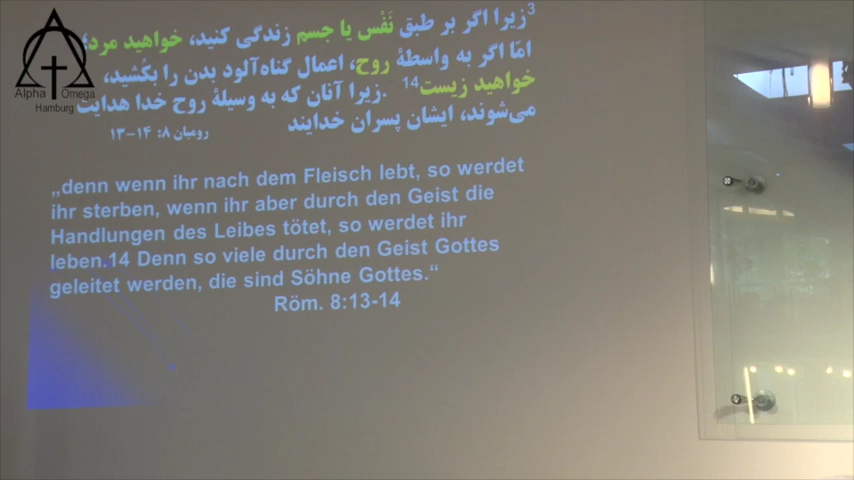 ³زیرا اگر بر طبق نَفْس یا جسم زندگی کنید، خواهید مرد؛
امّا اگر به واسطهٔ روح، اعمال گناه‌آلود بدن را بکُشید،
خواهید زیست¹⁴ .زیرا آنان که به وسیلهٔ روح خدا هدایت
می‌شوند، ایشان پسران خدایند
رومیان ۸: ۱۴–۱۳
Alpha Omega
Hamburg
„denn wenn ihr nach dem Fleisch lebt, so werdet
ihr sterben, wenn ihr aber durch den Geist die
Handlungen des Leibes tötet, so werdet ihr
leben.14 Denn so viele durch den Geist Gottes
geleitet werden, die sind Söhne Gottes.“
Röm. 8:13-14